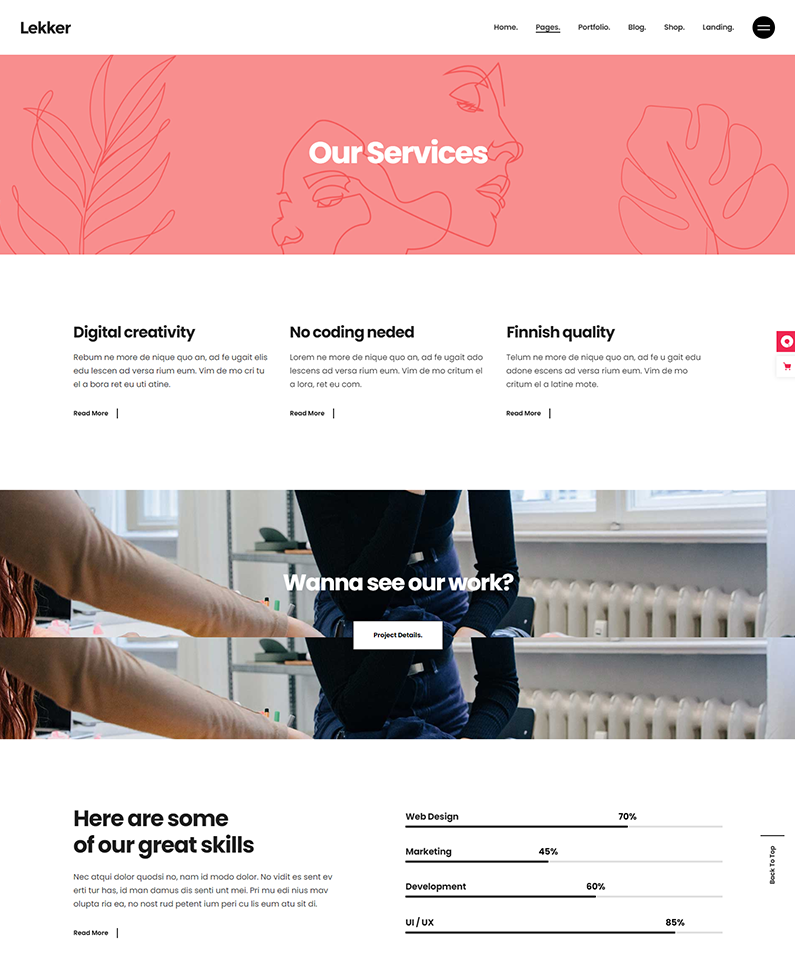 Lekker
Home. Pages. Portfolio. Blog. Shop. Landing.
Our Services
Digital creativity
Rebum ne more de nique quo an, ad fe ugait elis
edu lescen ad versa rium eum. Vim de mo cri tu
el a bora ret eu uti atine.
Read More
No coding needed
Lorem ne more de nique quo an, ad fe ugait ado
lescens ad versa rium eum. Vim de mo critum el
a lora, ret eu com.
Read More
Finnish quality
Telum ne more de nique quo an, ad fe u gait edu
adone escens ad versa rium eum. Vim de mo
critum el a latine mote.
Read More
Wanna see our work?
Project Details.
Here are some
of our great skills
Nec atqui dolor quodsi no, nam id modo dolor. No vidit es sent ev
erti tur has, id man damus dis senti unt mei. Pri mu edi nius mav
olupta ria ea, no nost rud petent ium peri cu lis eum atu sit di.
Read More
Web Design 70%
Marketing 45%
Development 60%
UI / UX 85%
Back To Top